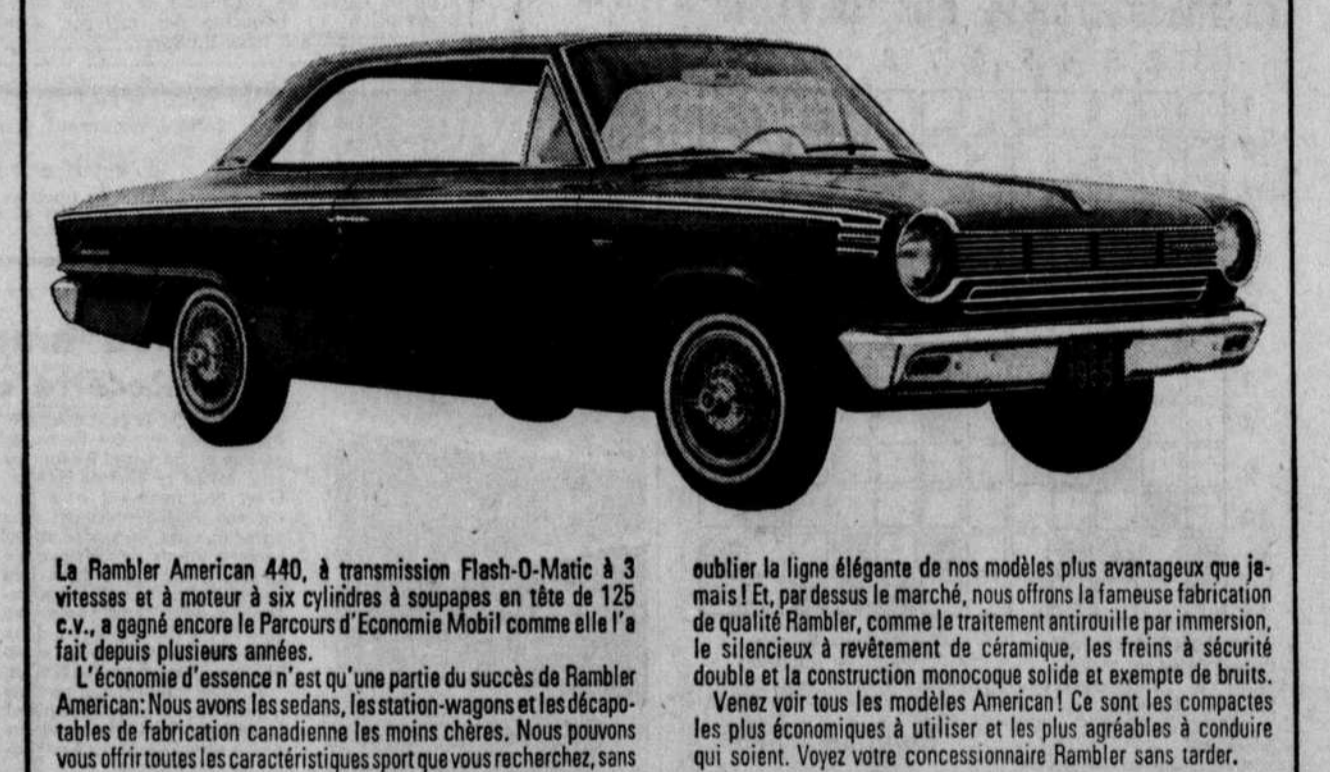 1965
La Rambler American 440, à transmission Flash-O-Matic à 3
vitesses et à moteur à six cylindres à soupapes en tête de 125
c.v., a gagné encore le Parcours d'Economie Mobil comme elle l'a
fait depuis plusieurs années.
L'économie d'essence n'est qu'une partie du succès de Rambler
American: Nous avons les sedans, les station-wagons et les décapo-
tables de fabrication canadienne les moins chères. Nous pouvons
vous offrir toutes les caractéristiques sport que vous recherchez, sans
oublier la ligne élégante de nos modèles plus avantageux que ja-
mais! Et, par dessus le marché, nous offrons la fameuse fabrication
de qualité Rambler, comme le traitement antirouille par immersion,
le silencieux à revêtement de céramique, les freins à sécurité
double et la construction monocoque solide et exempte de bruits.
Venez voir tous les modèles American! Ce sont les compactes
les plus économiques à utiliser et les plus agréables à conduire
qui soient. Voyez votre concessionnaire Rambler sans tarder.